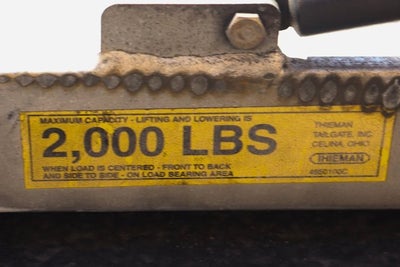 MAXIMUM CAPACITY - LIFTING AND LOWERING IS
2,000 LBS
WHEN LOAD IS CENTERED - FRONT TO BACK
AND SIDE TO SIDE - ON LOAD BEARING AREA
THIEMAN
TAILGATE, INC.
CELINA, OHIO
THIEMAN